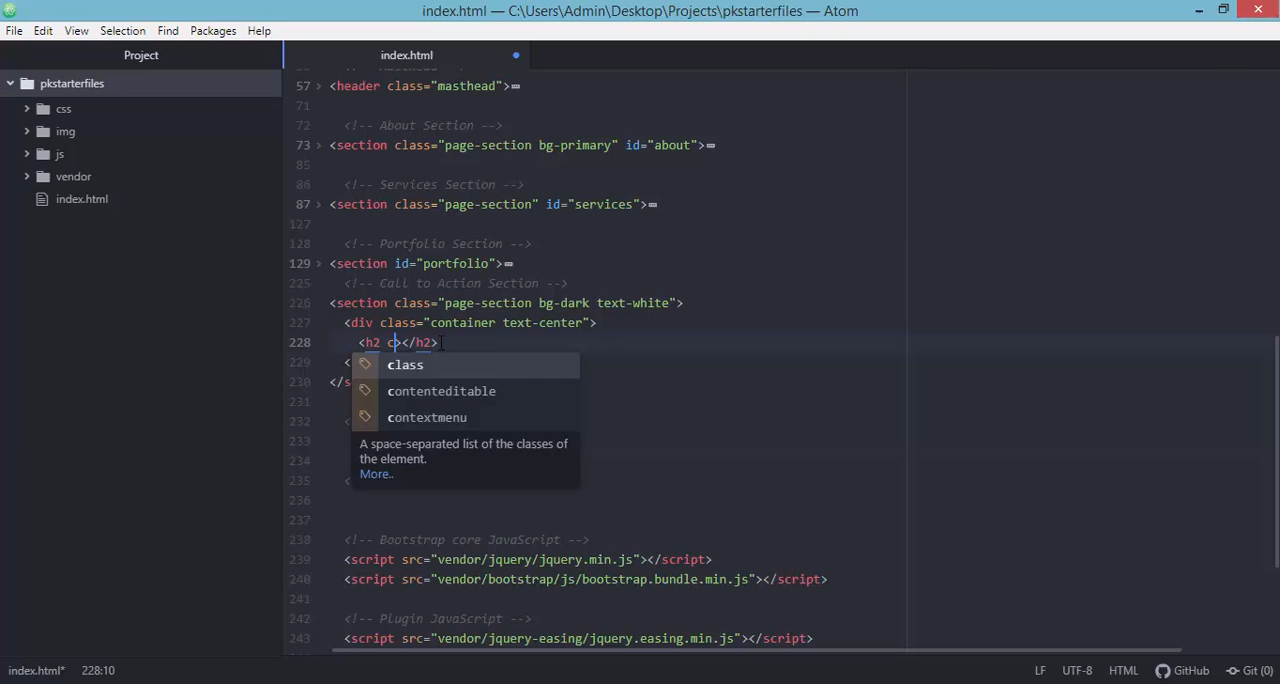 index.html — C:\Users\Admin\Desktop\Projects\pkstarterfiles — Atom
File Edit View Selection Find Packages Help
Project
index.html
pkstarterfiles
css
img
js
vendor
index.html
57 <header class="masthead">
71
72 <!-- About Section -->
73 <section class="page-section bg-primary" id="about">
85
86 <!-- Services Section -->
87 <section class="page-section" id="services">
127
128 <!-- Portfolio Section -->
129 <section id="portfolio">
225 <!-- Call to Action Section -->
226 <section class="page-section bg-dark text-white">
227 <div class="container text-center">
228 <h2 c></h2>
229 <
230 </s
231
232 <
233
234
235 <
236
237
238 <!-- Bootstrap core JavaScript -->
239 <script src="vendor/jquery/jquery.min.js"></script>
240 <script src="vendor/bootstrap/js/bootstrap.bundle.min.js"></script>
241
242 <!-- Plugin JavaScript -->
243 <script src="vendor/jquery-easing/jquery.easing.min.js"></script>
class
contenteditable
contextmenu
A space-separated list of the classes of
the element.
More..
index.html* 228:10 LF UTF-8 HTML GitHub Git (0)